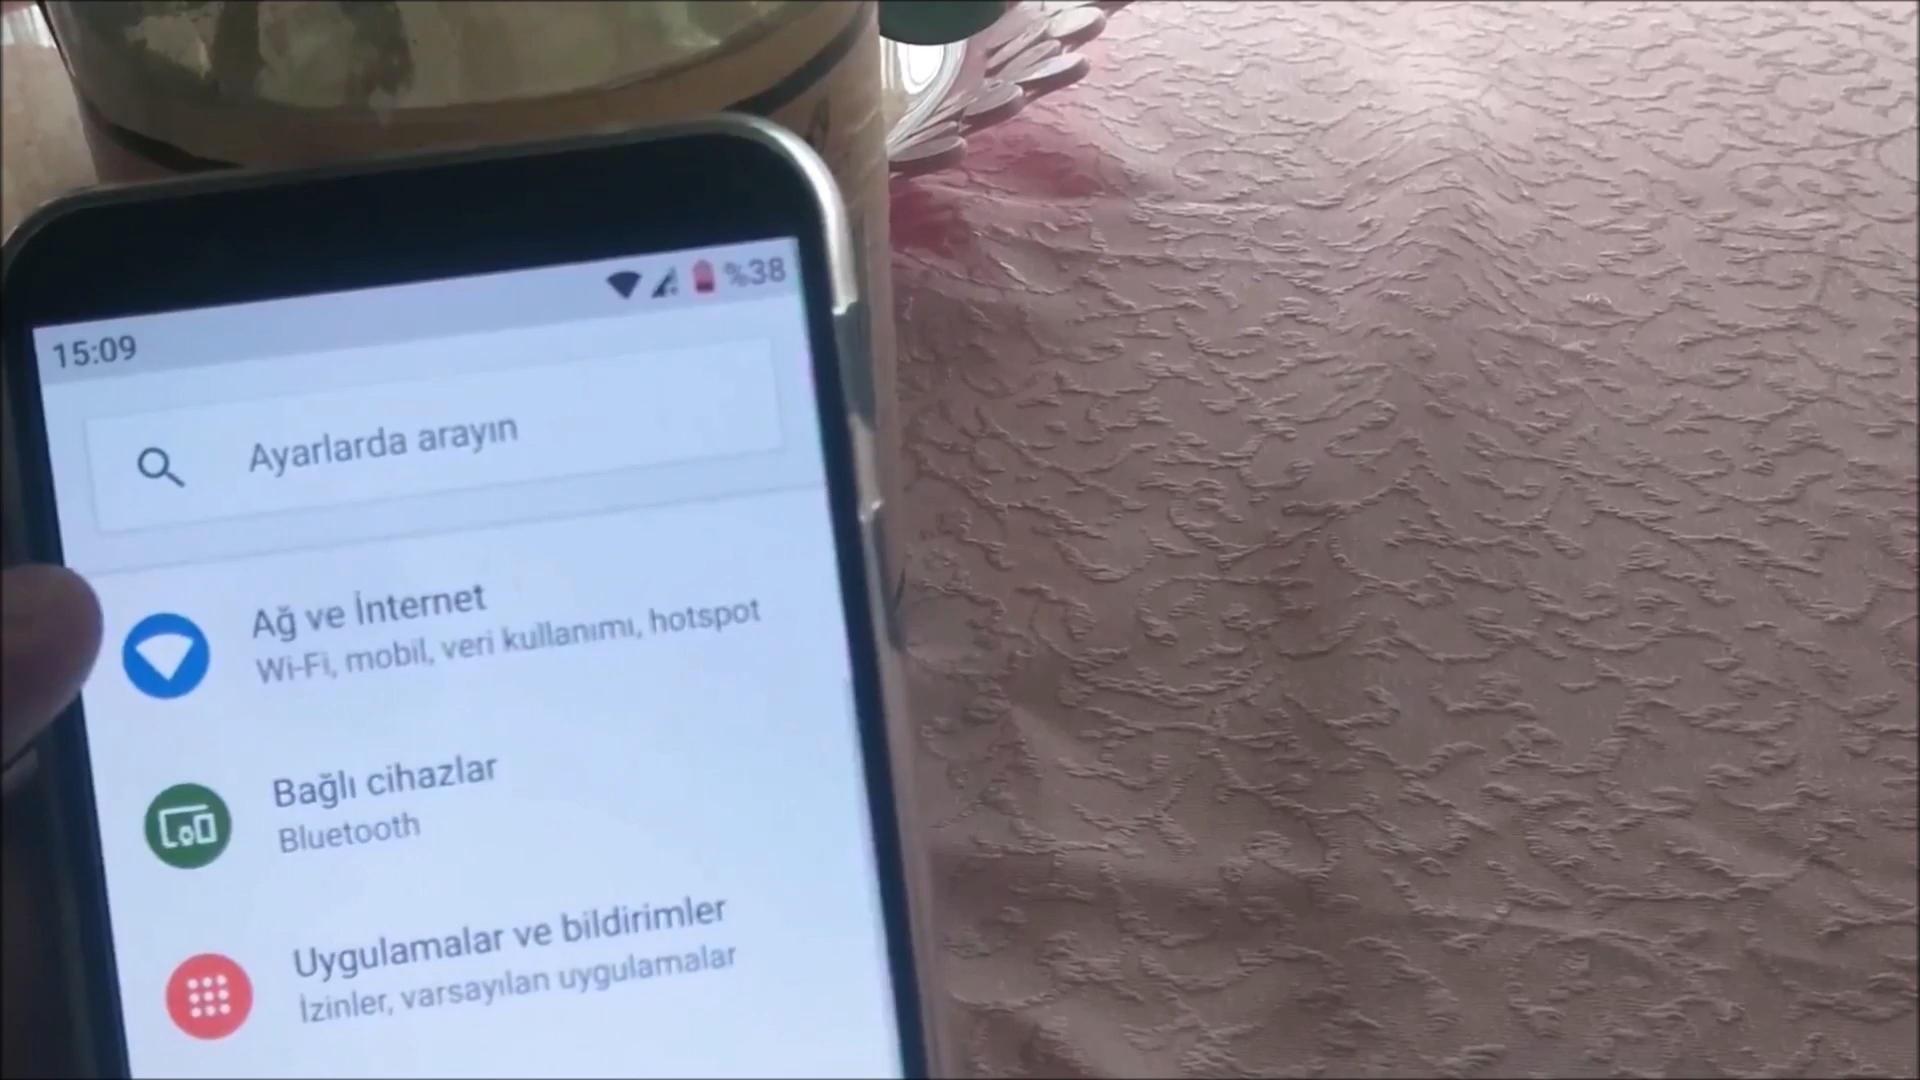 %38
15:09
Ayarlarda arayın
Ağ ve İnternet
Wi-Fi, mobil, veri kullanımı, hotspot
Bağlı cihazlar
Bluetooth
Uygulamalar ve bildirimler
İzinler, varsayılan uygulamalar